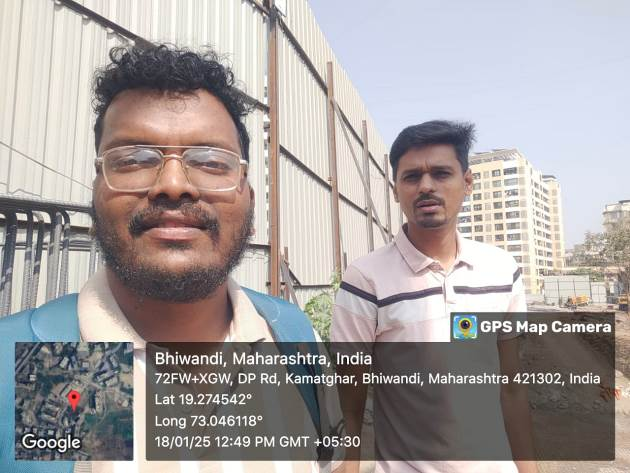 GPS Map Camera
Bhiwandi, Maharashtra, India
72FW+XGW, DP Rd, Kamatghar, Bhiwandi, Maharashtra 421302, India
Lat 19.274542°
Long 73.046118°
18/01/25 12:49 PM GMT +05:30
Google